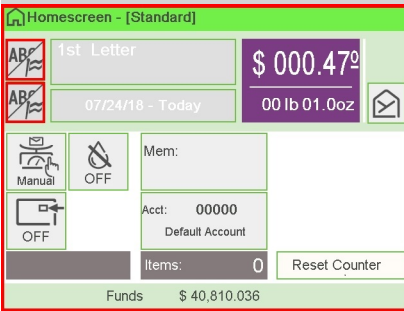 Homescreen - [Standard]
ABC
1st Letter
$ 000.47º
ABC
07/24/18 - Today
00 lb 01.0oz
Manual
OFF
Mem:
OFF
Acct: 00000
Default Account
Items: 0
Reset Counter
Funds $ 40,810.036